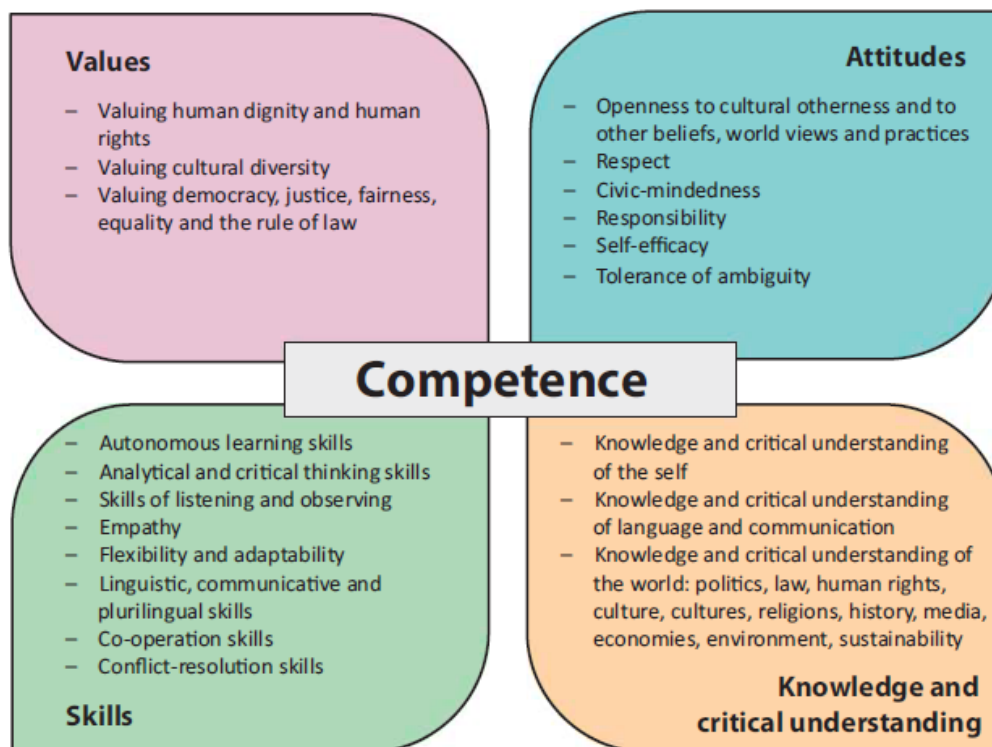 Values
– Valuing human dignity and human
rights
– Valuing cultural diversity
– Valuing democracy, justice, fairness,
equality and the rule of law
Attitudes
– Openness to cultural otherness and to
other beliefs, world views and practices
– Respect
– Civic-mindedness
– Responsibility
– Self-efficacy
– Tolerance of ambiguity
Competence
– Autonomous learning skills
– Analytical and critical thinking skills
– Skills of listening and observing
– Empathy
– Flexibility and adaptability
– Linguistic, communicative and
plurilingual skills
– Co-operation skills
– Conflict-resolution skills
Skills
– Knowledge and critical understanding
of the self
– Knowledge and critical understanding
of language and communication
– Knowledge and critical understanding of
the world: politics, law, human rights,
culture, cultures, religions, history, media,
economies, environment, sustainability
Knowledge and
critical understanding